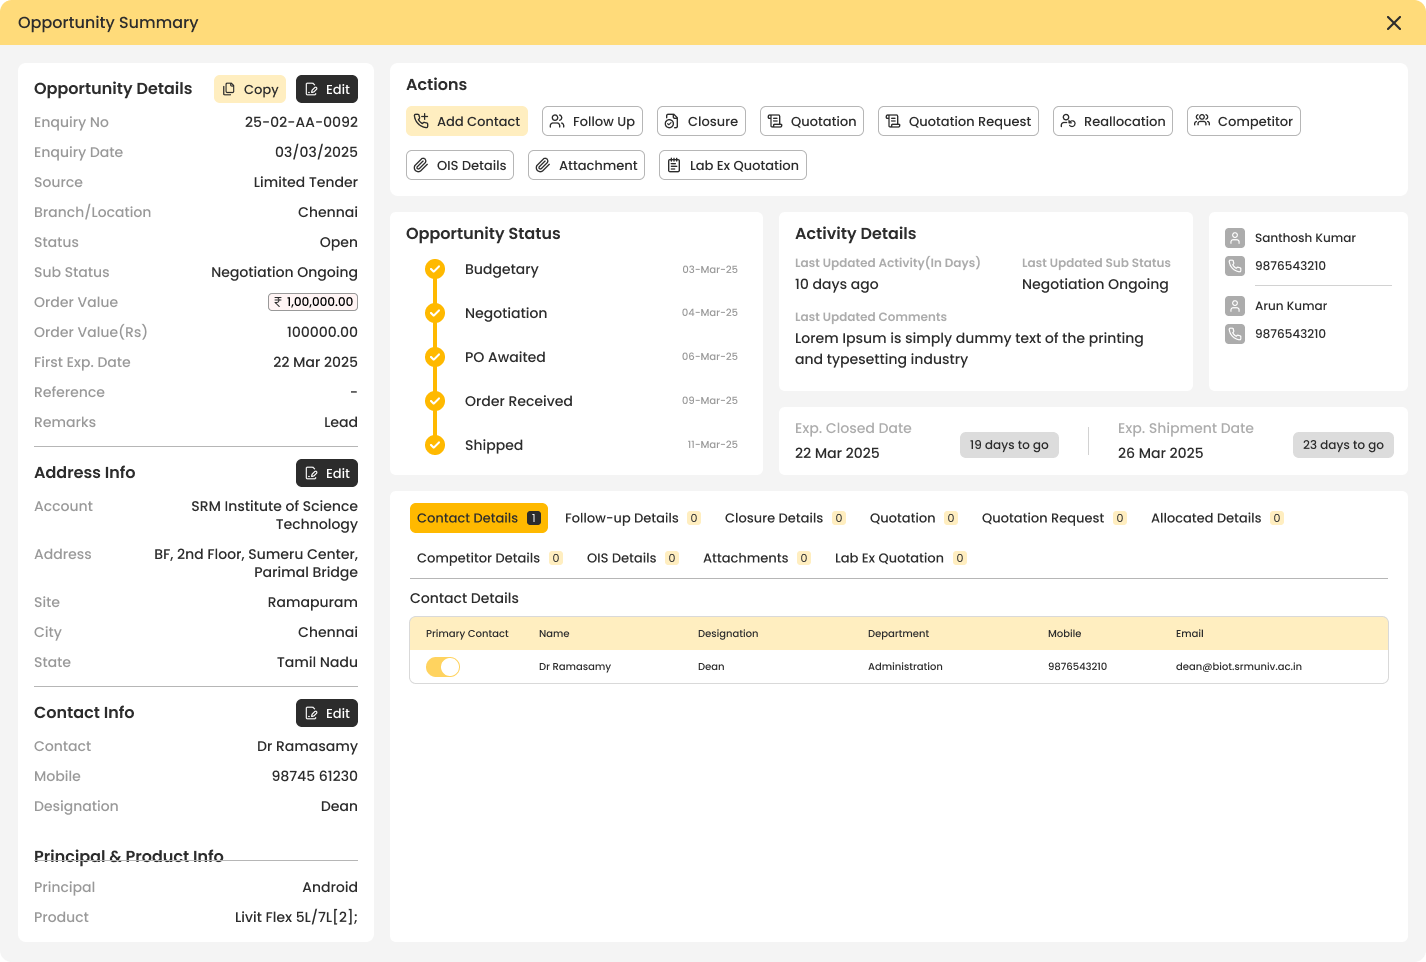 Opportunity Summary
Opportunity Details
Copy
Edit
Enquiry No 25-02-AA-0092
Enquiry Date 03/03/2025
Source Limited Tender
Branch/Location Chennai
Status Open
Sub Status Negotiation Ongoing
Order Value ₹ 1,00,000.00
Order Value(Rs) 100000.00
First Exp. Date 22 Mar 2025
Reference -
Remarks Lead
Address Info
Edit
Account SRM Institute of Science
Technology
Address BF, 2nd Floor, Sumeru Center,
Parimal Bridge
Site Ramapuram
City Chennai
State Tamil Nadu
Contact Info
Edit
Contact Dr Ramasamy
Mobile 98745 61230
Designation Dean
Principal & Product Info
Principal Android
Product Livit Flex 5L/7L[2];
Actions
Add Contact Follow Up Closure Quotation Quotation Request Reallocation Competitor
OIS Details Attachment Lab Ex Quotation
Opportunity Status
Budgetary 03-Mar-25
Negotiation 04-Mar-25
PO Awaited 06-Mar-25
Order Received 09-Mar-25
Shipped 11-Mar-25
Activity Details
Last Updated Activity(In Days) Last Updated Sub Status
10 days ago Negotiation Ongoing
Last Updated Comments
Lorem Ipsum is simply dummy text of the printing
and typesetting industry
Santhosh Kumar
9876543210
Arun Kumar
9876543210
Exp. Closed Date
22 Mar 2025
19 days to go
Exp. Shipment Date
26 Mar 2025
23 days to go
Contact Details 1 Follow-up Details 0 Closure Details 0 Quotation 0 Quotation Request 0 Allocated Details 0
Competitor Details 0 OIS Details 0 Attachments 0 Lab Ex Quotation 0
Contact Details
Primary Contact Name Designation Department Mobile Email
Dr Ramasamy Dean Administration 9876543210 dean@biot.srmuniv.ac.in